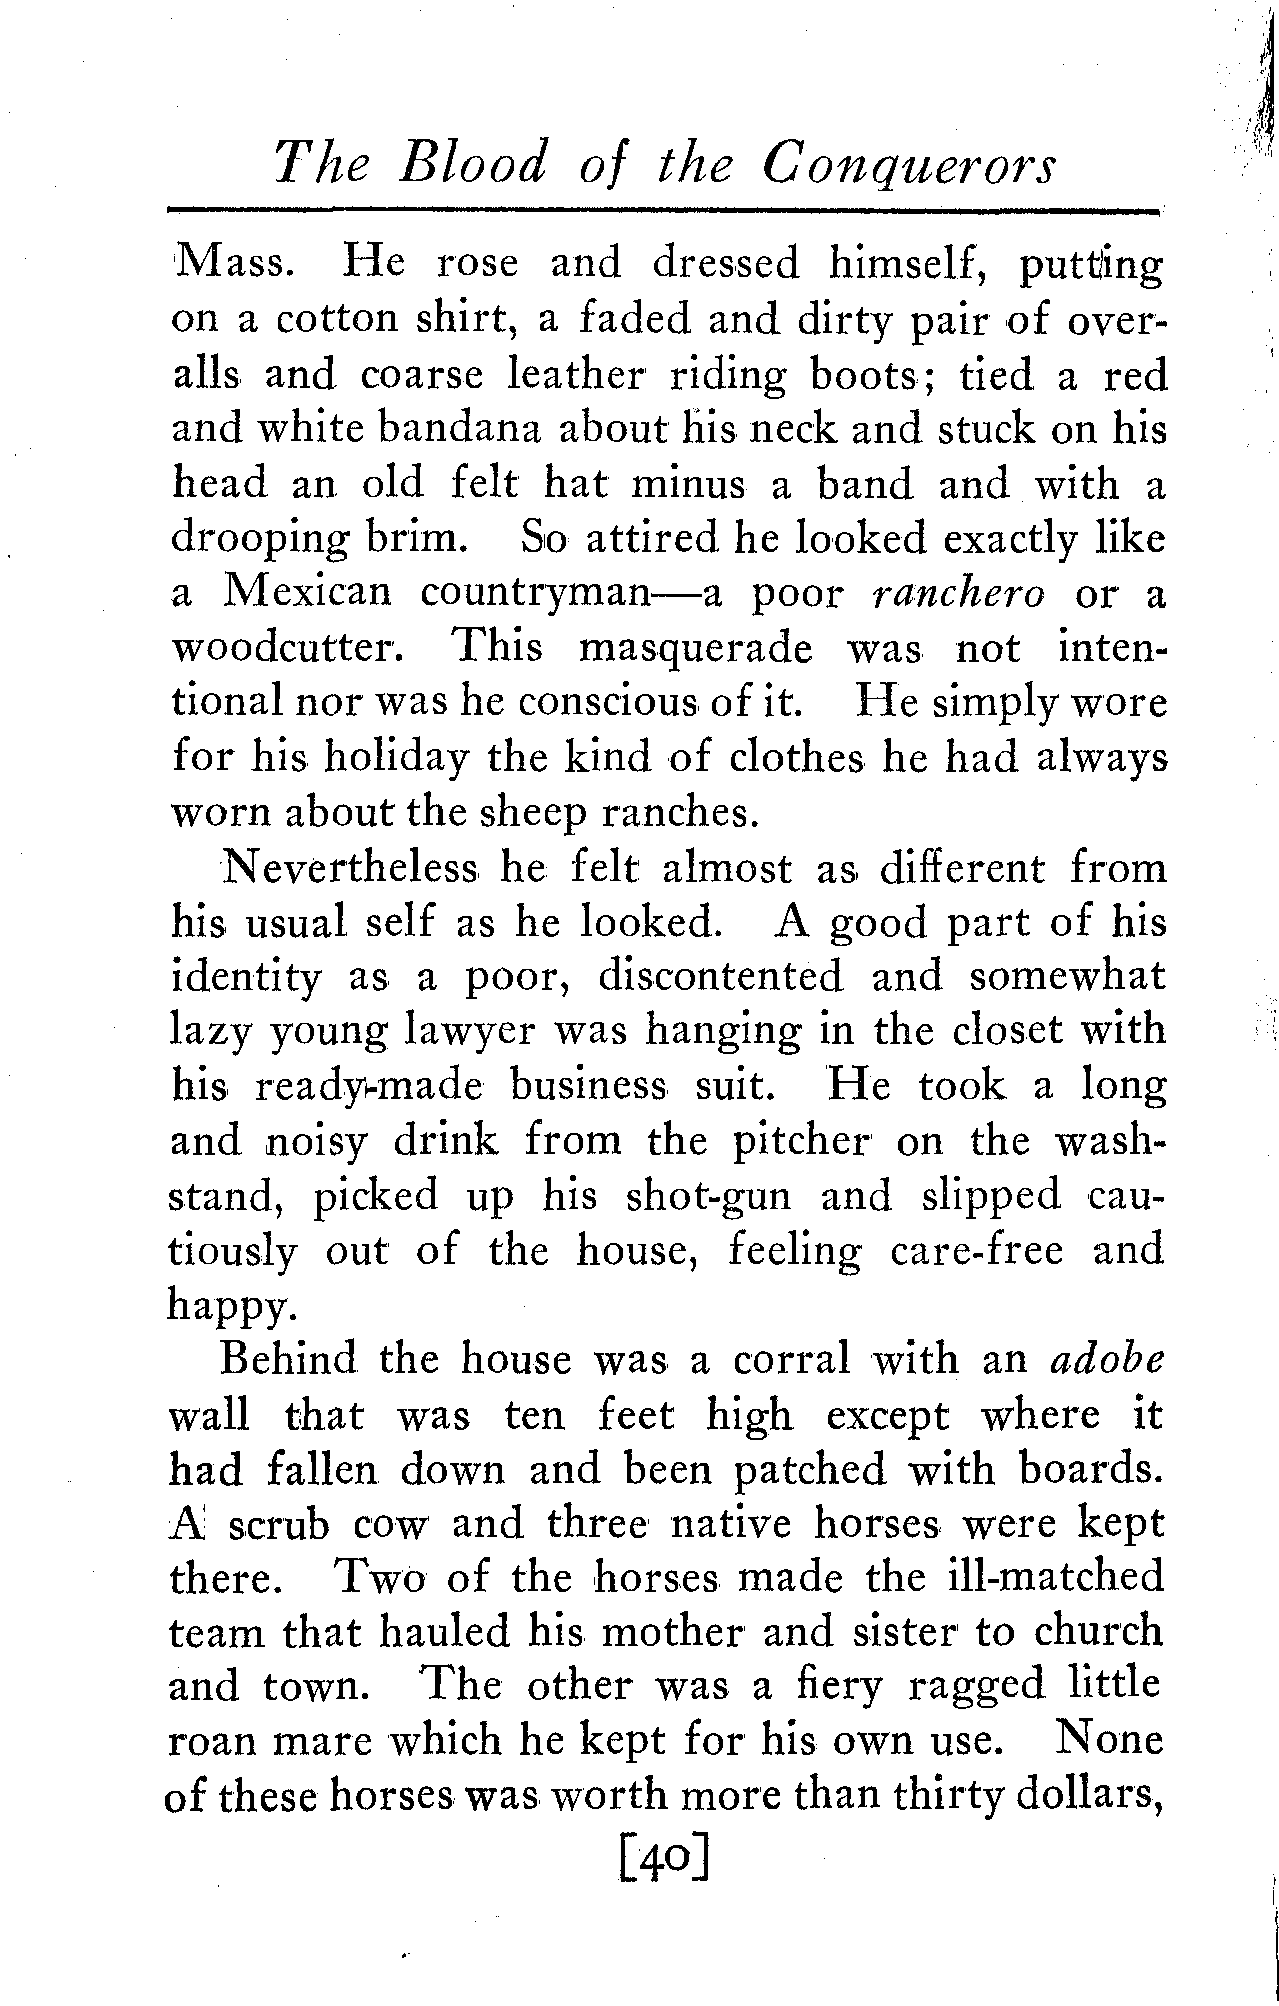 The Blood of the Conquerors
Mass. He rose and dressed himself, putting
on a cotton shirt, a faded and dirty pair of over-
alls and coarse leather riding boots; tied a red
and white bandana about his neck and stuck on his
head an old felt hat minus a band and with a
drooping brim. So attired he looked exactly like
a Mexican countryman—a poor ranchero or a
woodcutter. This masquerade was not inten-
tional nor was he conscious of it. He simply wore
for his holiday the kind of clothes he had always
worn about the sheep ranches.
Nevertheless he felt almost as different from
his usual self as he looked. A good part of his
identity as a poor, discontented and somewhat
lazy young lawyer was hanging in the closet with
his ready-made business suit. He took a long
and noisy drink from the pitcher on the wash-
stand, picked up his shot-gun and slipped cau-
tiously out of the house, feeling care-free and
happy.
Behind the house was a corral with an adobe
wall that was ten feet high except where it
had fallen down and been patched with boards.
A scrub cow and three native horses were kept
there. Two of the horses made the ill-matched
team that hauled his mother and sister to church
and town. The other was a fiery ragged little
roan mare which he kept for his own use. None
of these horses was worth more than thirty dollars,
[40]